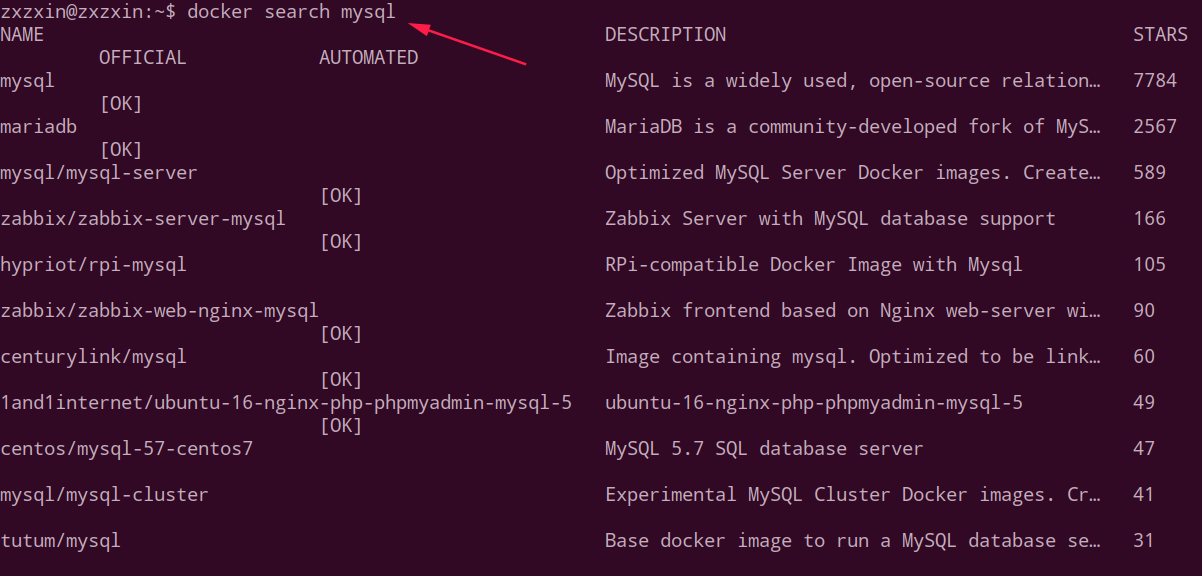 zxzxin@zxzxin:~$ docker search mysql
NAME DESCRIPTION STARS
OFFICIAL AUTOMATED
mysql MySQL is a widely used, open-source relation… 7784
[OK]
mariadb MariaDB is a community-developed fork of MyS… 2567
[OK]
mysql/mysql-server Optimized MySQL Server Docker images. Create… 589
[OK]
zabbix/zabbix-server-mysql Zabbix Server with MySQL database support 166
[OK]
hypriot/rpi-mysql RPi-compatible Docker Image with Mysql 105
zabbix/zabbix-web-nginx-mysql Zabbix frontend based on Nginx web-server wi… 90
[OK]
centurylink/mysql Image containing mysql. Optimized to be link… 60
[OK]
1and1internet/ubuntu-16-nginx-php-phpmyadmin-mysql-5 ubuntu-16-nginx-php-phpmyadmin-mysql-5 49
[OK]
centos/mysql-57-centos7 MySQL 5.7 SQL database server 47
mysql/mysql-cluster Experimental MySQL Cluster Docker images. Cr… 41
tutum/mysql Base docker image to run a MySQL database se… 31